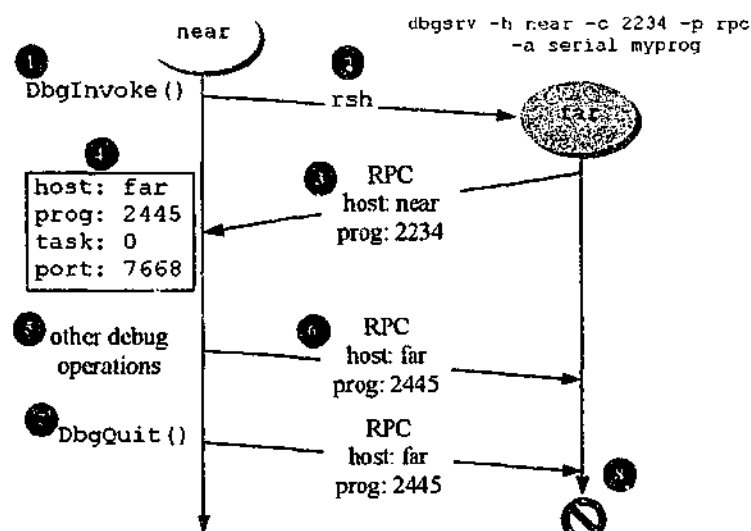 near
dbgsrv -h near -c 2234 -p rpc
-a serial myprog
1
DbgInvoke()
2
rsh
far
3
RPC
host: near
prog: 2234
4
host: far
prog: 2445
task: 0
port: 7668
5
other debug
operations
6
RPC
host: far
prog: 2445
7
DbgQuit()
RPC
host: far
prog: 2445
8